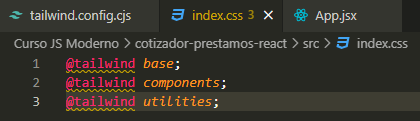 tailwind.config.cjs index.css 3 App.jsx
Curso JS Moderno > cotizador-prestamos-react > src > index.css
1 @tailwind base;
2 @tailwind components;
3 @tailwind utilities;